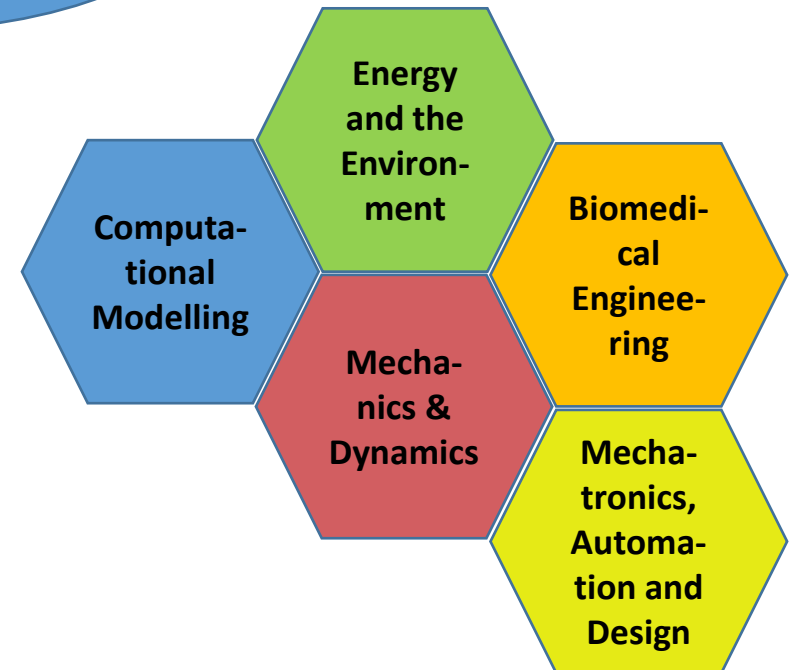 Energy
and the
Environ-
ment
Computa-
tional
Modelling
Biomedi-
cal
Enginee-
ring
Mecha-
nics &
Dynamics
Mecha-
tronics,
Automa-
tion and
Design